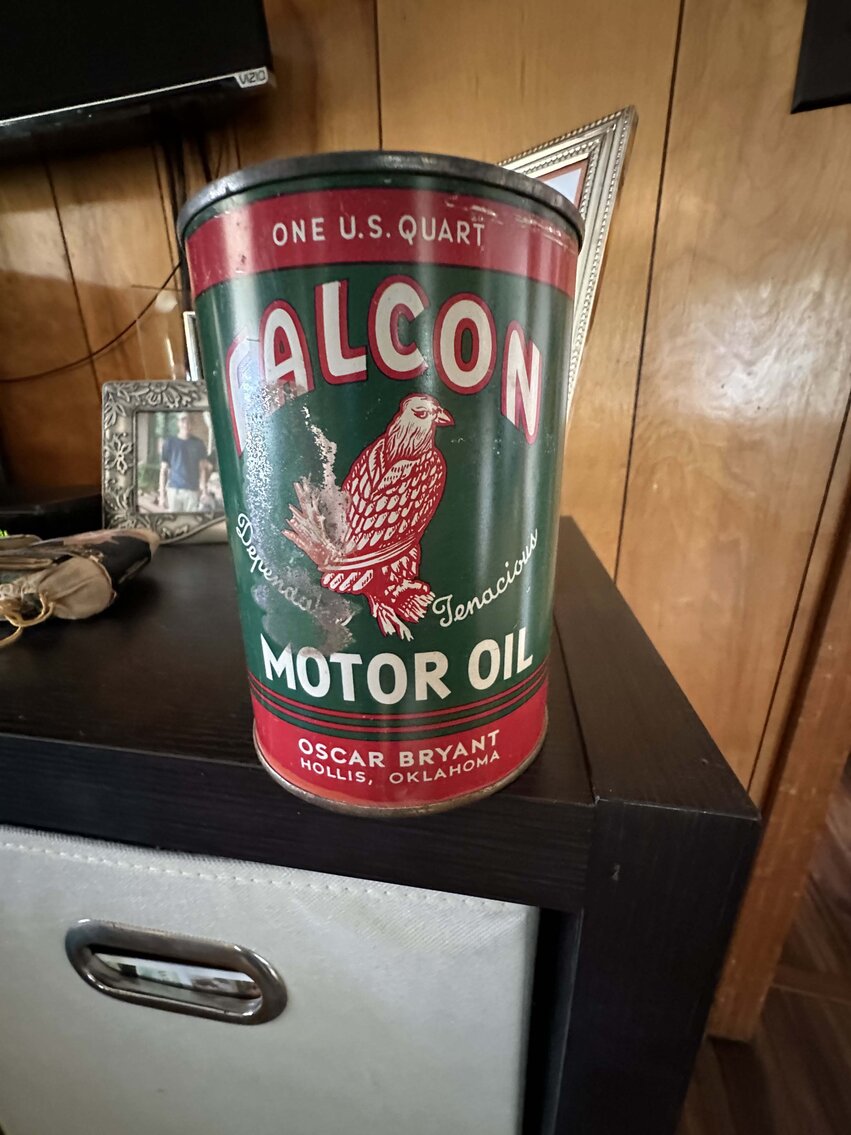 VIZIO
ONE U.S. QUART
FALCON
Tenacious
MOTOR OIL
OSCAR BRYANT
HOLLIS, OKLAHOMA